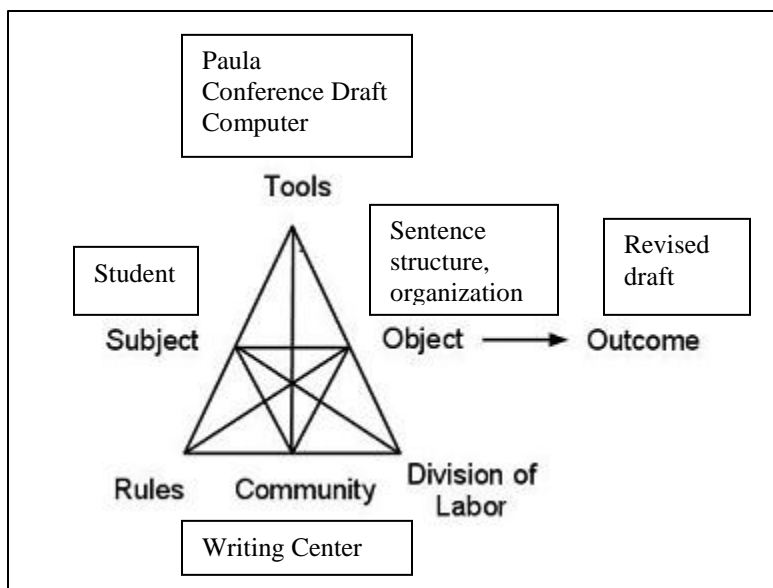 Paula
Conference Draft
Computer
Tools
Student
Sentence
structure,
organization
Revised
draft
Subject
Object
Outcome
Rules
Community
Division of
Labor
Writing Center